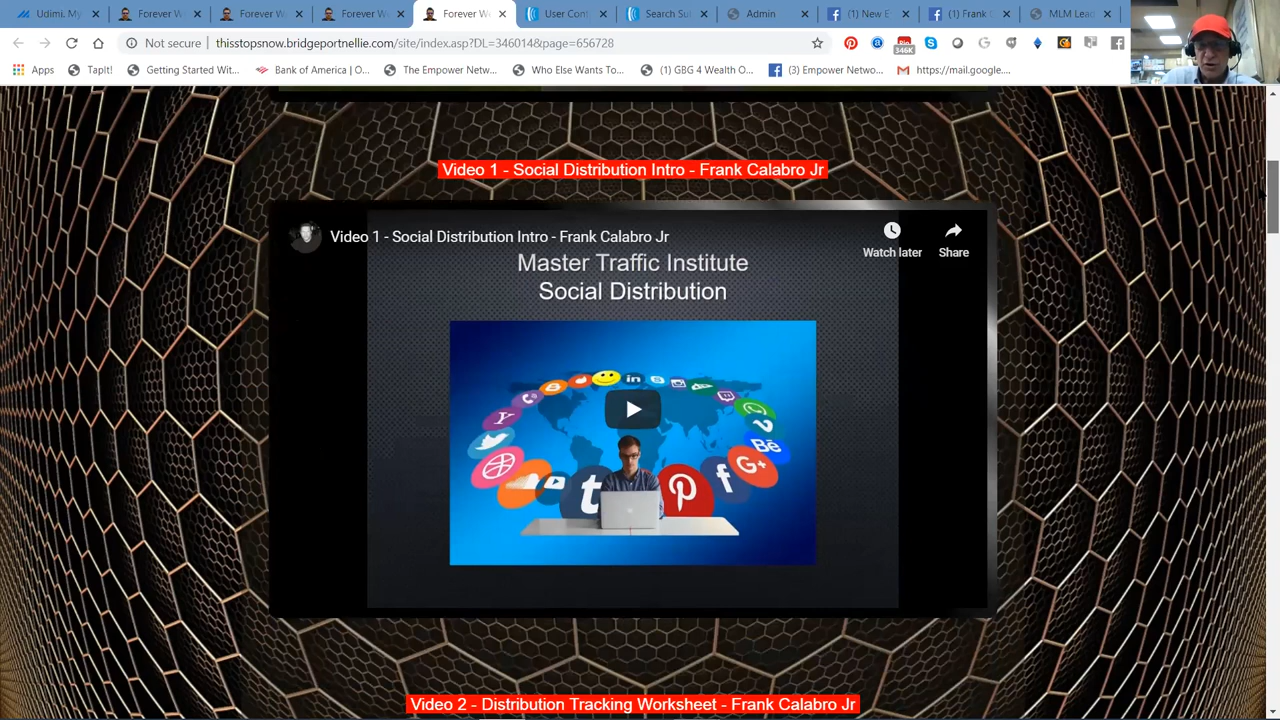 Udimi. My
Forever W
Forever W
Forever W
Forever W
User Cont
Search Su
Admin
(1) New E
(1) Frank C
MLM Lead
Not secure
thisstopsnow.bridgeportnellie.com/site/index.asp?DL=346014&page=656728
346K
Apps
TapIt!
Getting Started Wit...
Bank of America | O...
The Empower Netw...
Who Else Wants To...
(1) GBG 4 Wealth O...
(3) Empower Netwo...
https://mail.google....
Video 1 - Social Distribution Intro - Frank Calabro Jr
Video 1 - Social Distribution Intro - Frank Calabro Jr
Watch later
Share
Master Traffic Institute
Social Distribution
Video 2 - Distribution Tracking Worksheet - Frank Calabro Jr